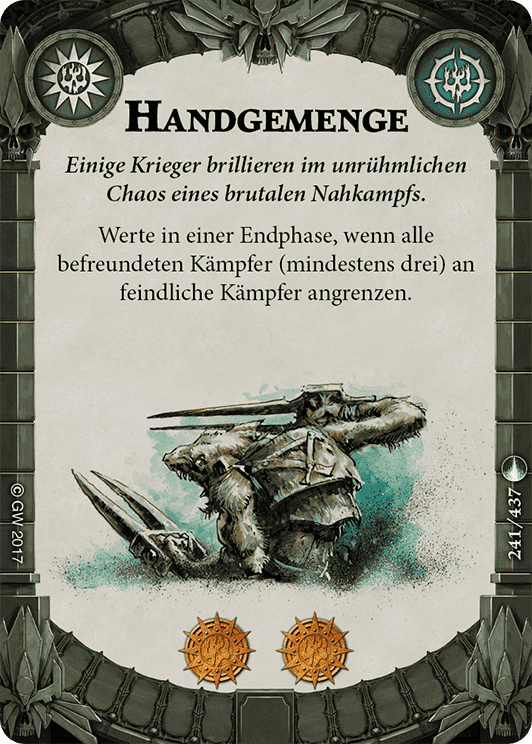 Handgemenge
Einige Krieger brillieren im unrühmlichen
Chaos eines brutalen Nahkampfs.
Werte in einer Endphase, wenn alle
befreundeten Kämpfer (mindestens drei) an
feindliche Kämpfer angrenzen.
© GW 2017
241/437